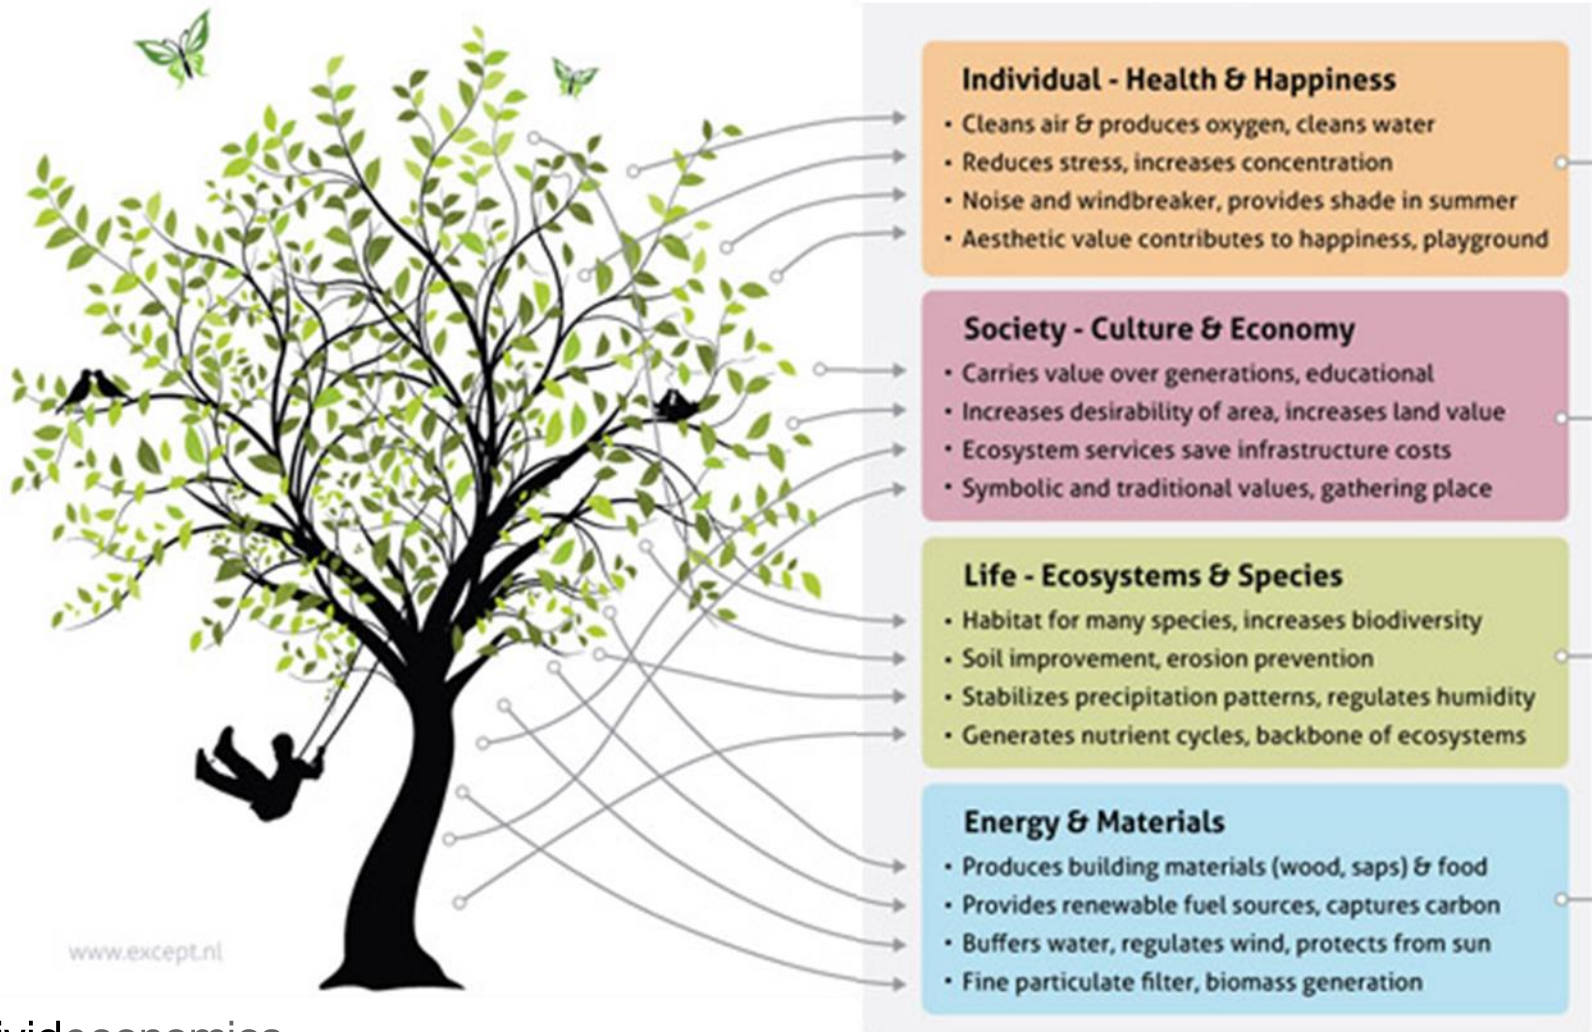 Individual - Health & Happiness
• Cleans air & produces oxygen, cleans water
• Reduces stress, increases concentration
• Noise and windbreaker, provides shade in summer
• Aesthetic value contributes to happiness, playground
Society - Culture & Economy
• Carries value over generations, educational
• Increases desirability of area, increases land value
• Ecosystem services save infrastructure costs
• Symbolic and traditional values, gathering place
Life - Ecosystems & Species
• Habitat for many species, increases biodiversity
• Soil improvement, erosion prevention
• Stabilizes precipitation patterns, regulates humidity
• Generates nutrient cycles, backbone of ecosystems
Energy & Materials
• Produces building materials (wood, saps) & food
• Provides renewable fuel sources, captures carbon
• Buffers water, regulates wind, protects from sun
• Fine particulate filter, biomass generation
www.except.nl